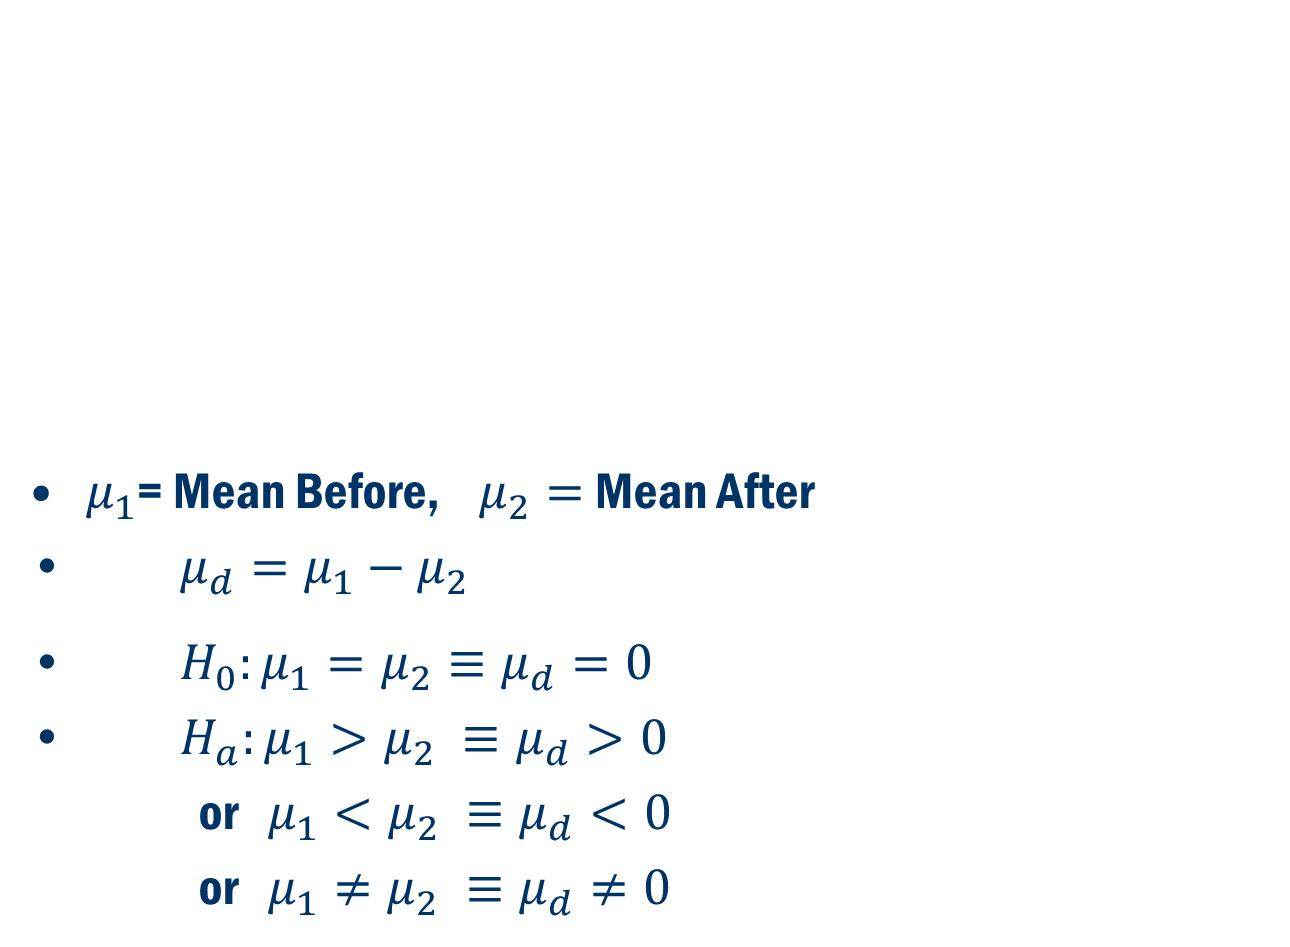 • μ₁= Mean Before, μ₂ = Mean After
• μ_d = μ₁ − μ₂
• H₀: μ₁ = μ₂ ≡ μ_d = 0
• H_a: μ₁ > μ₂ ≡ μ_d > 0
or μ₁ < μ₂ ≡ μ_d < 0
or μ₁ ≠ μ₂ ≡ μ_d ≠ 0